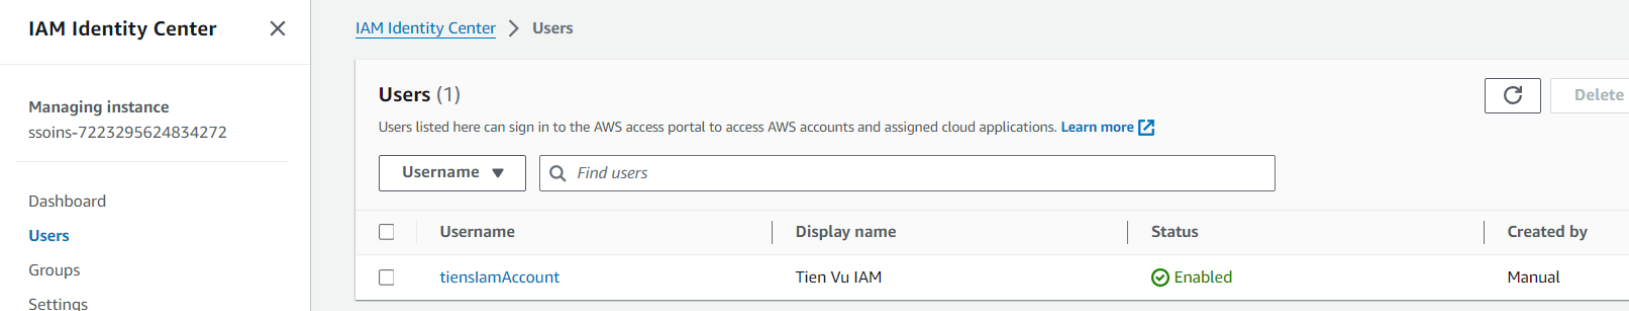 IAM Identity Center
Managing instance
ssoins-7223295624834272
Dashboard
Users
Groups
Settings
IAM Identity Center > Users
Users (1)
Delete
Users listed here can sign in to the AWS access portal to access AWS accounts and assigned cloud applications. Learn more
Username
Find users
Username Display name Status Created by
tiensIamAccount Tien Vu IAM Enabled Manual